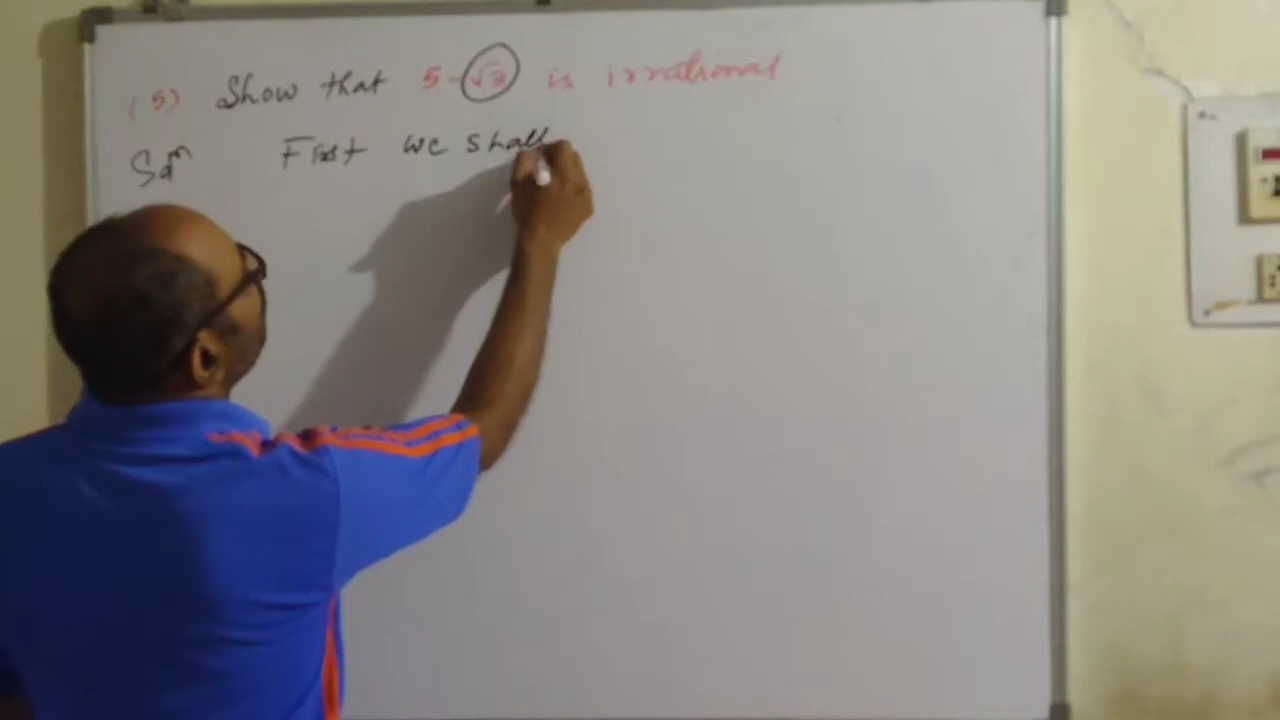 (5) Show that 5-√3 is irrational
Solⁿ First we shall